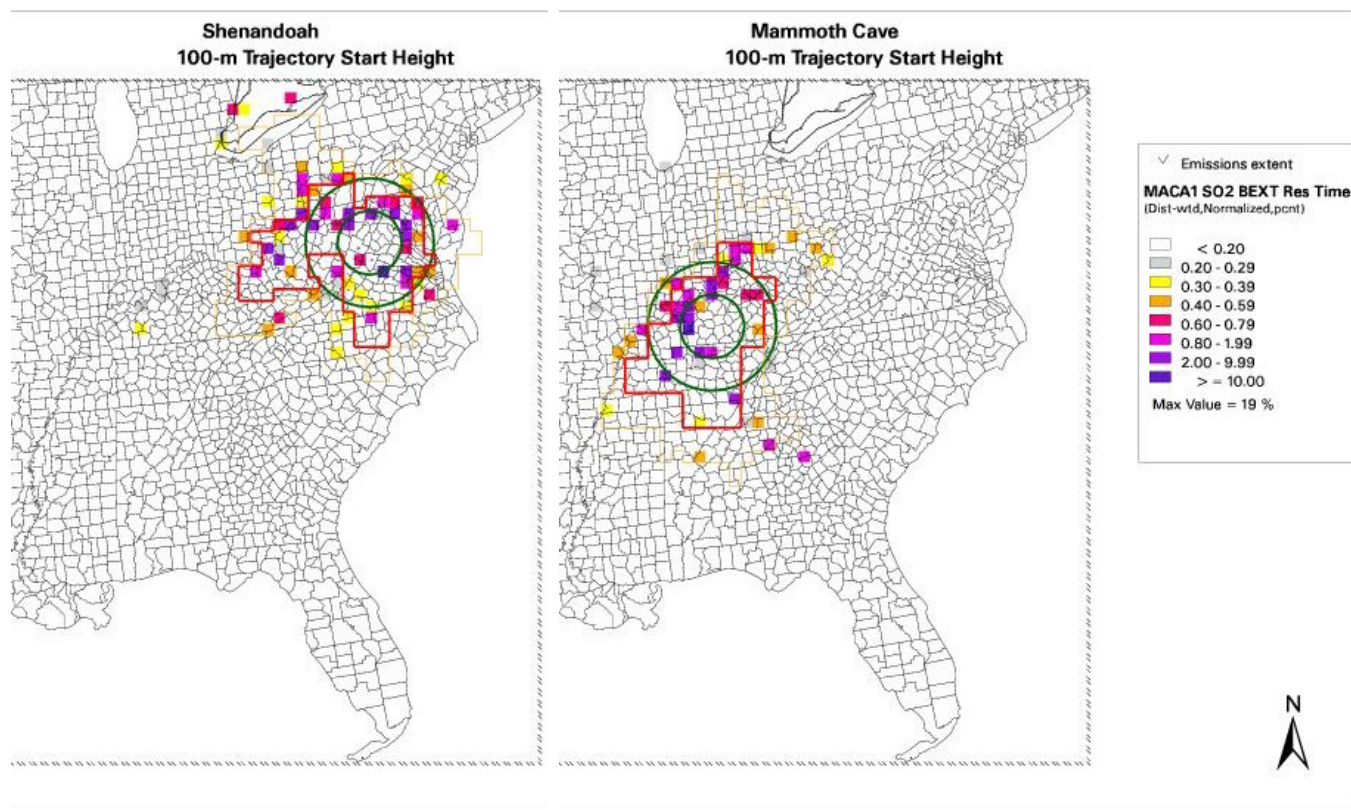 Shenandoah
100-m Trajectory Start Height
Mammoth Cave
100-m Trajectory Start Height
Emissions extent
MACA1 SO2 BEXT Res Time
(Dist-wtd,Normalized,pcnt)
< 0.20
0.20 - 0.29
0.30 - 0.39
0.40 - 0.59
0.60 - 0.79
0.80 - 1.99
2.00 - 9.99
> = 10.00
Max Value = 19 %
N